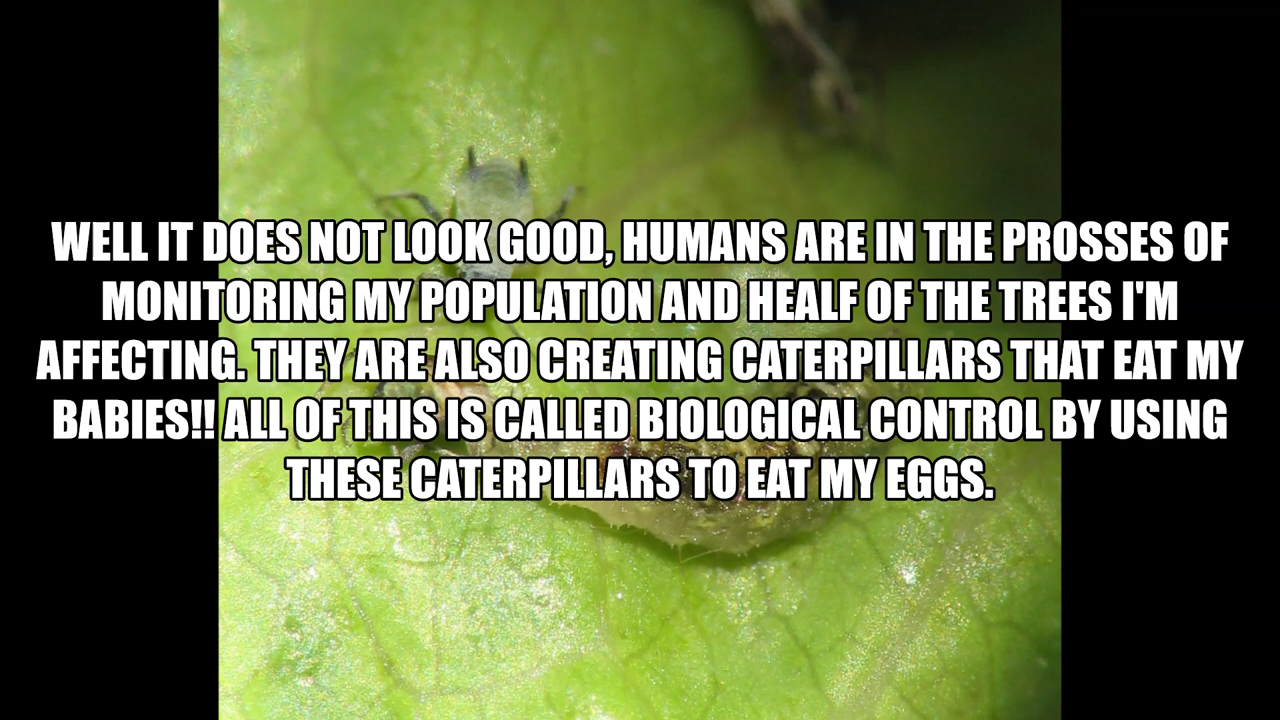 WELL IT DOES NOT LOOK GOOD, HUMANS ARE IN THE PROSSES OF
MONITORING MY POPULATION AND HEALF OF THE TREES I'M
AFFECTING. THEY ARE ALSO CREATING CATERPILLARS THAT EAT MY
BABIES!! ALL OF THIS IS CALLED BIOLOGICAL CONTROL BY USING
THESE CATERPILLARS TO EAT MY EGGS.